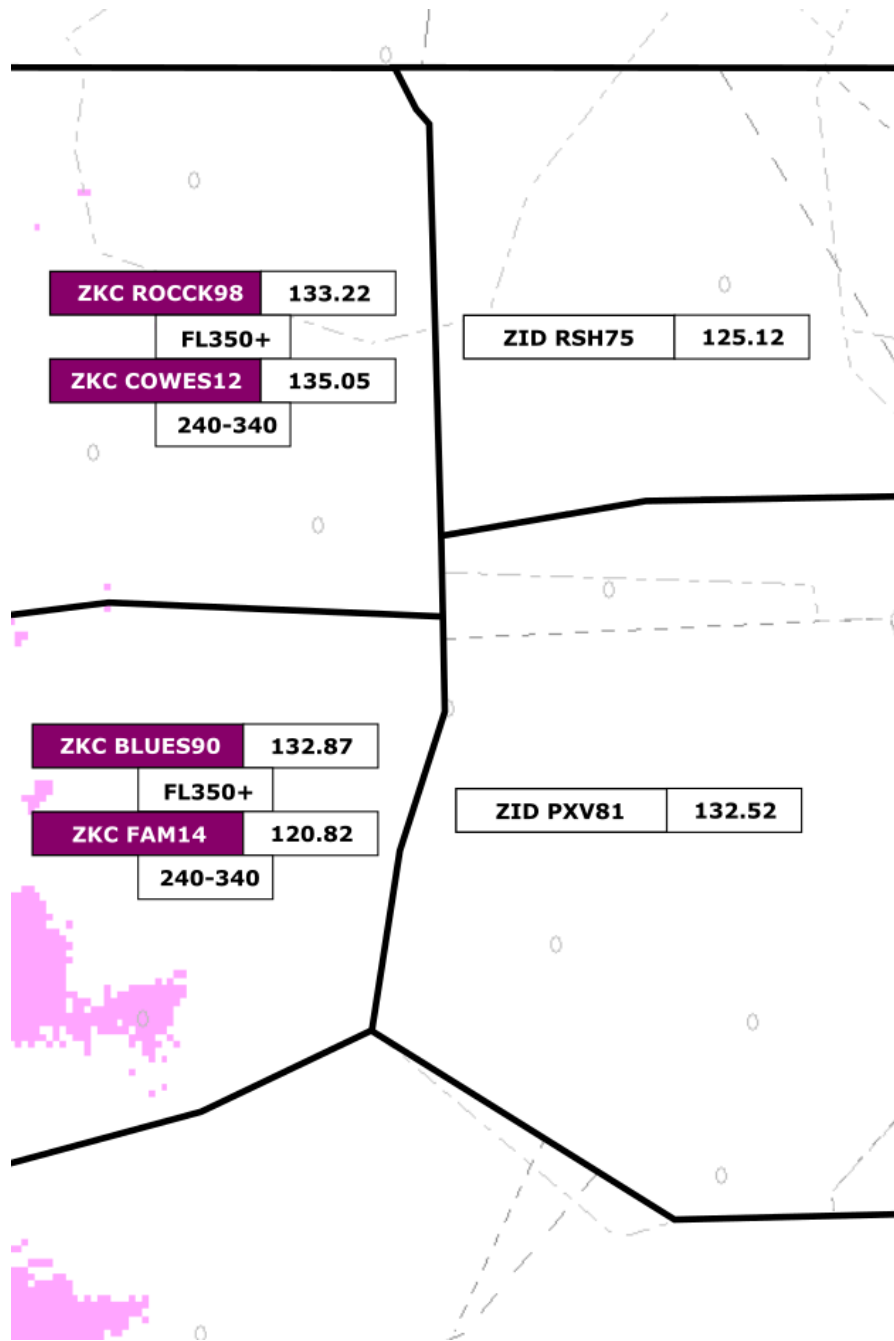 ZKC ROCCK98 133.22
FL350+
ZKC COWES12 135.05
240-340
ZID RSH75 125.12
ZKC BLUES90 132.87
FL350+
ZKC FAM14 120.82
240-340
ZID PXV81 132.52